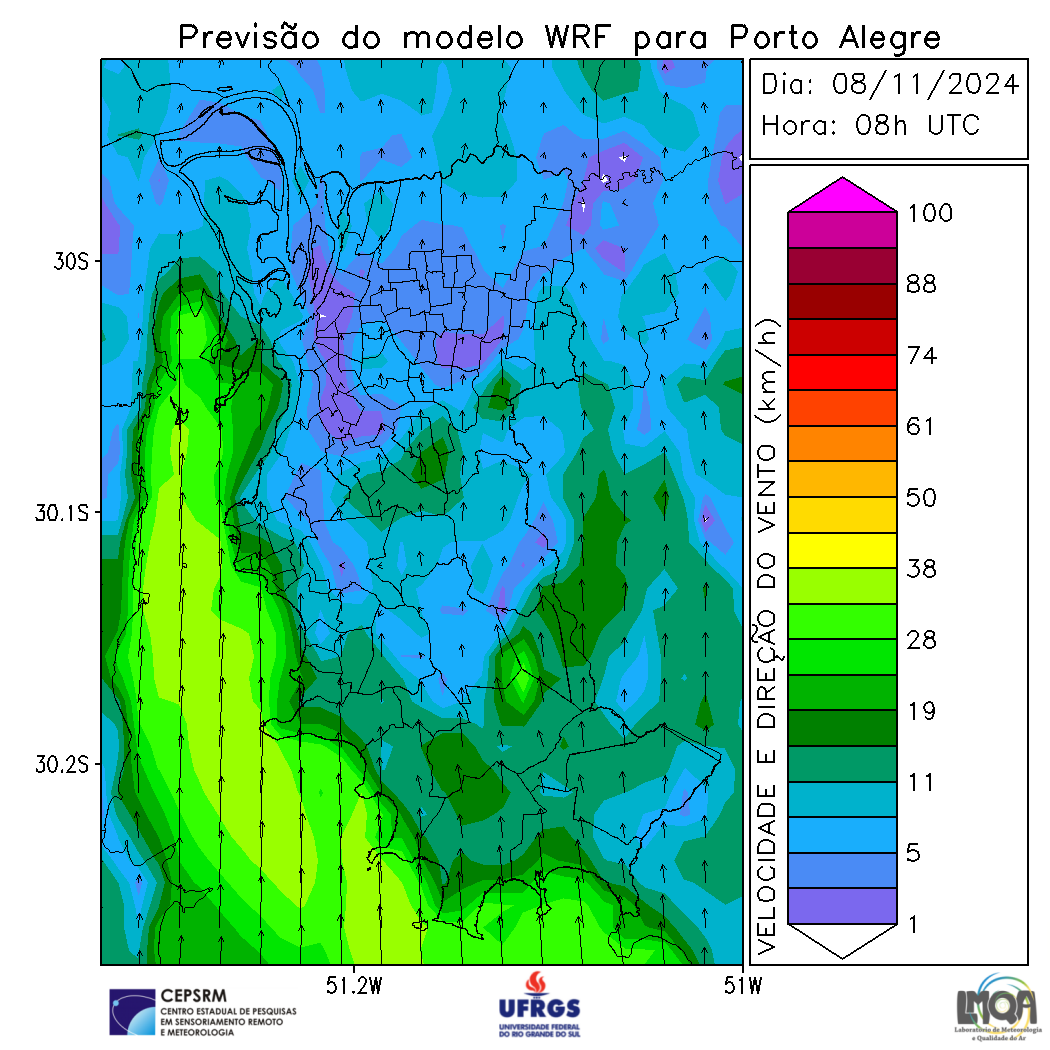 Previsão do modelo WRF para Porto Alegre
Dia: 08/11/2024
Hora: 08h UTC
30S
30.1S
30.2S
51.2W
51W
VELOCIDADE E DIREÇÃO DO VENTO (km/h)
100
88
74
61
50
38
28
19
11
5
1
CEPSRM
CENTRO ESTADUAL DE PESQUISAS
EM SENSORIAMENTO REMOTO
E METEOROLOGIA
UFRGS
UNIVERSIDADE FEDERAL
DO RIO GRANDE DO SUL
LMQA
Laboratório de Meteorologia
e Qualidade do Ar